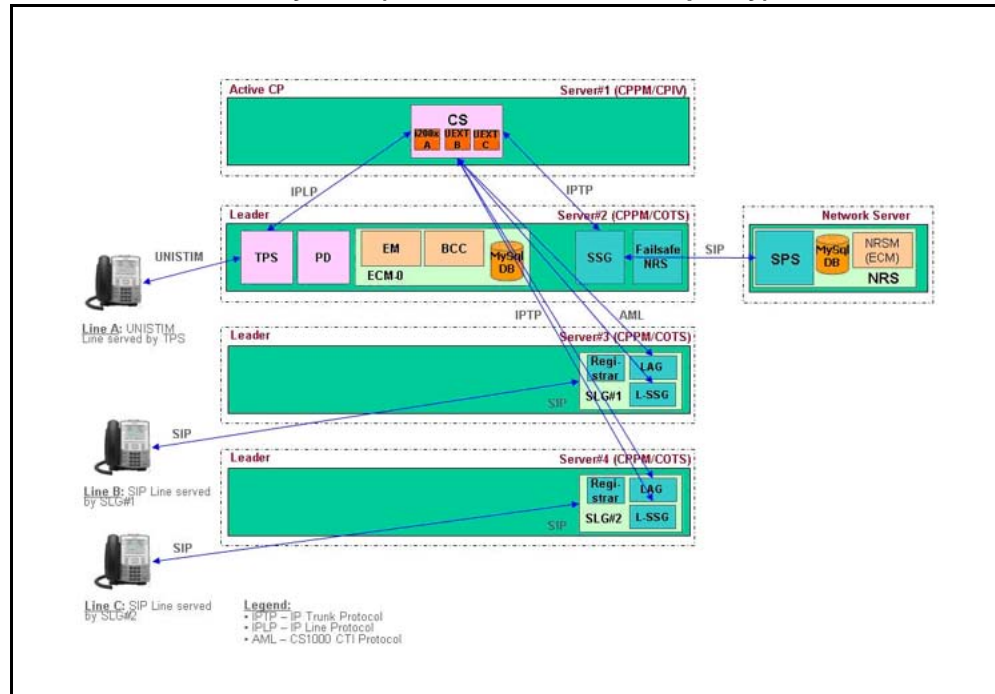 Active CP
Server#1 (CPPM/CPIV)
CS
i200x A
UEXT B
UEXT C
IPLP
IPTP
Leader
Server#2 (CPPM/COTS)
TPS
PD
EM
BCC
MySql DB
ECM-0
SSG
Failsafe NRS
SIP
Network Server
SPS
MySql DB
NRSM (ECM)
NRS
UNISTIM
Line A: UNISTIM
Line served by TPS
IPTP
AML
Leader
Server#3 (CPPM/COTS)
Regi-
strar
LAG
SLG#1
L-SSG
SIP
SIP
Line B: SIP Line served
by SLG#1
Leader
Server#4 (CPPM/COTS)
Regi-
strar
LAG
SLG#2
L-SSG
SIP
SIP
Line C: SIP Line served
by SLG#2
Legend:
• IPTP – IP Trunk Protocol
• IPLP – IP Line Protocol
• AML – CS1000 CTI Protocol